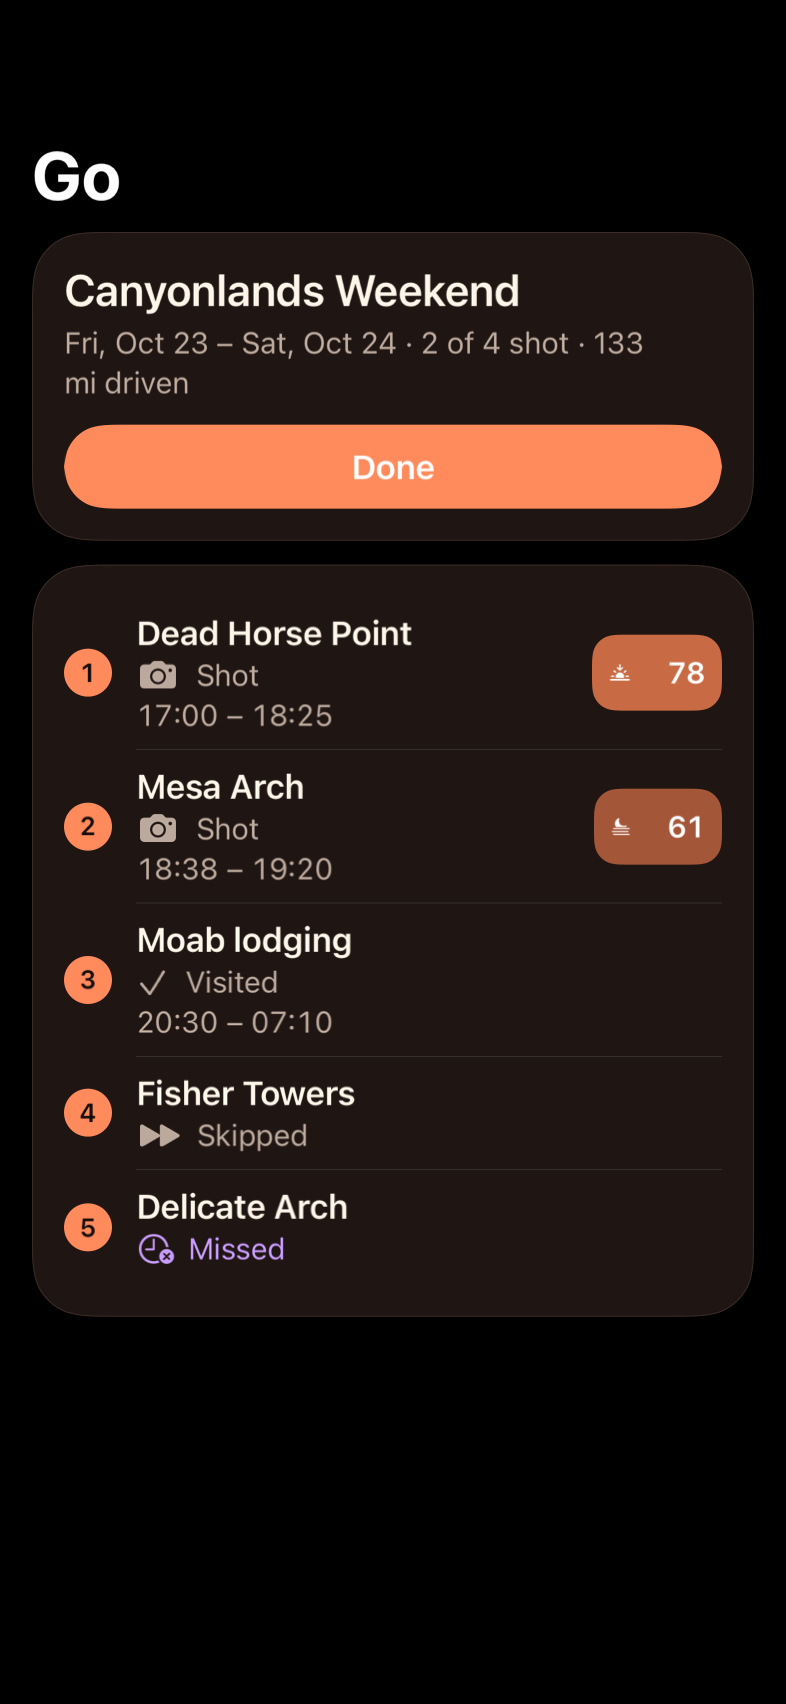 Go
Canyonlands Weekend
Fri, Oct 23 – Sat, Oct 24 · 2 of 4 shot · 133
mi driven
Done
1
Dead Horse Point
Shot
17:00 – 18:25
78
2
Mesa Arch
Shot
18:38 – 19:20
61
3
Moab lodging
Visited
20:30 – 07:10
4
Fisher Towers
Skipped
5
Delicate Arch
Missed